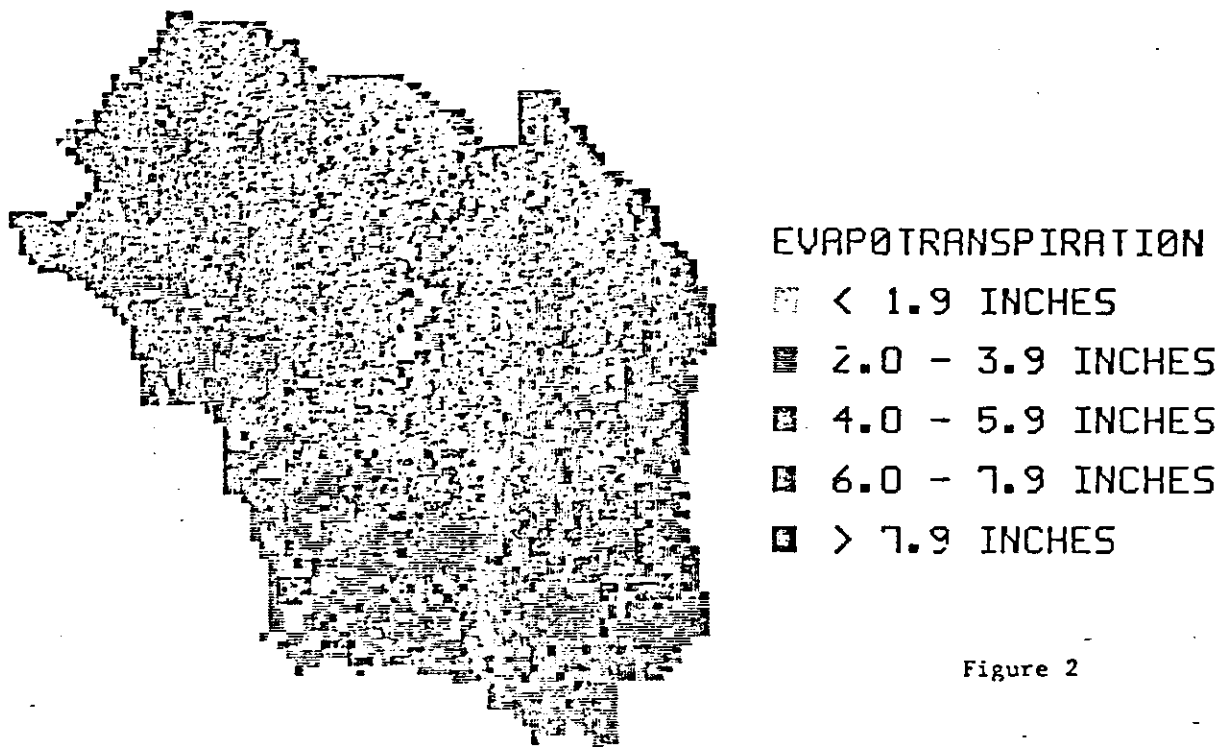 EVAPØTRANSPIRATIØN
< 1.9 INCHES
2.0 - 3.9 INCHES
4.0 - 5.9 INCHES
6.0 - 7.9 INCHES
> 7.9 INCHES
Figure 2